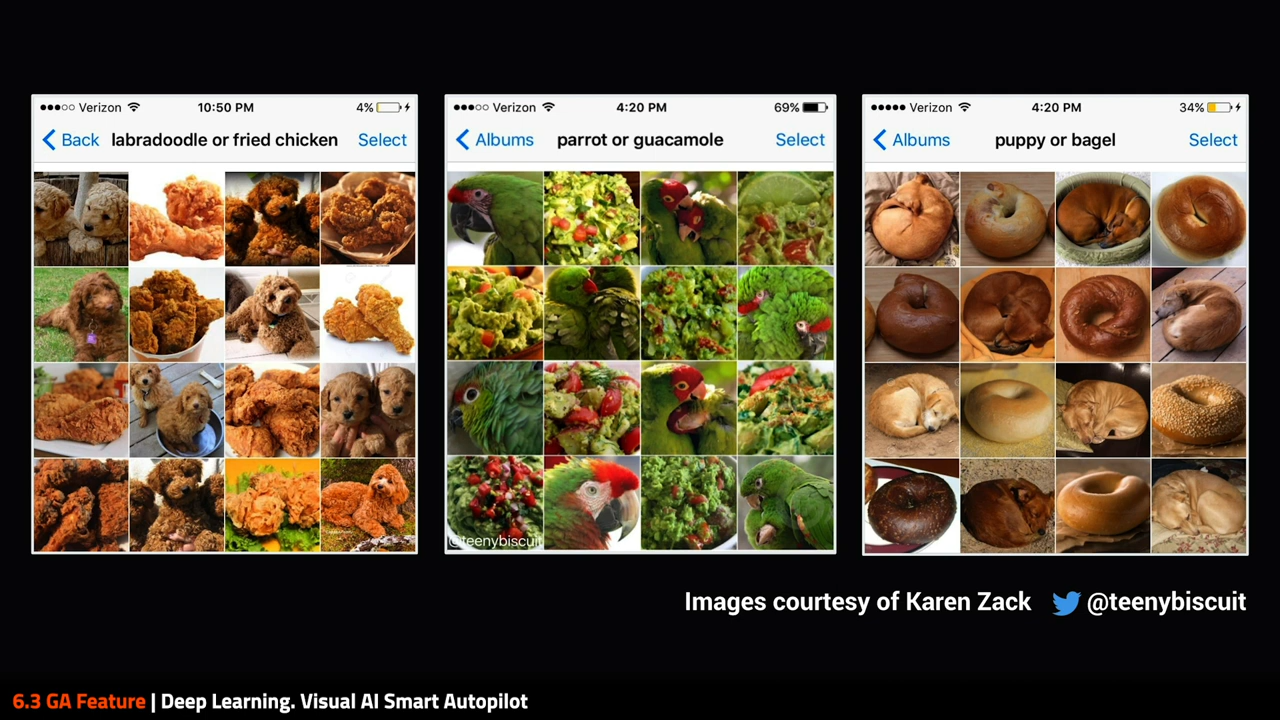 Verizon 10:50 PM 4%
Back labradoodle or fried chicken Select
Verizon 4:20 PM 69%
Albums parrot or guacamole Select
@teenybiscuit
Verizon 4:20 PM 34%
Albums puppy or bagel Select
Images courtesy of Karen Zack @teenybiscuit
6.3 GA Feature | Deep Learning. Visual AI Smart Autopilot